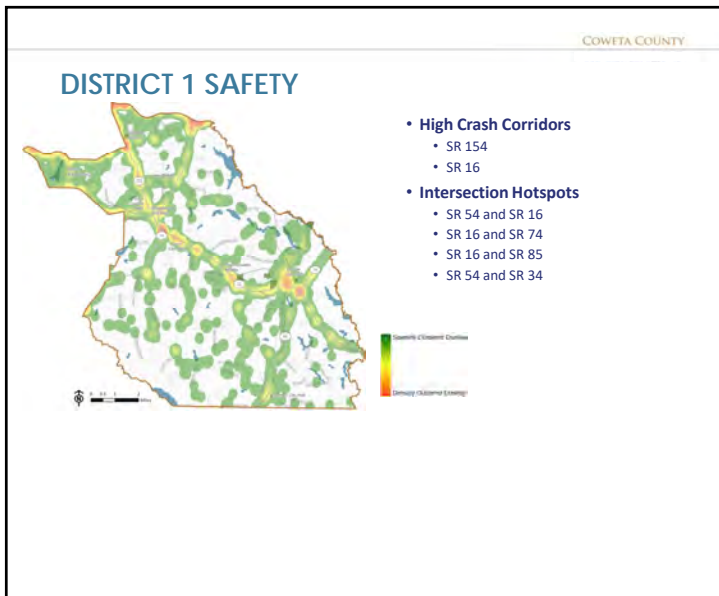 COWETA COUNTY
DISTRICT 1 SAFETY
• High Crash Corridors
• SR 154
• SR 16
• Intersection Hotspots
• SR 54 and SR 16
• SR 16 and SR 74
• SR 16 and SR 85
• SR 54 and SR 34